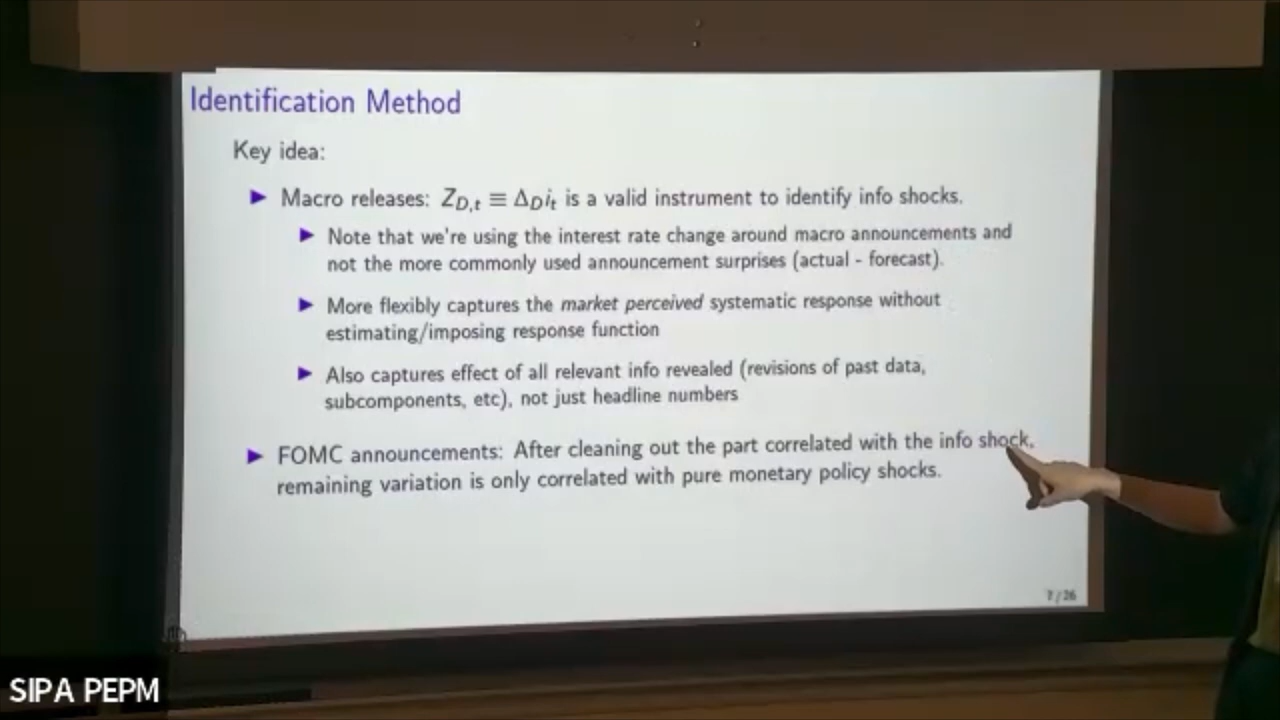 Identification Method
Key idea:
▶ Macro releases: Z_{D,t} ≡ Δ_D i_t is a valid instrument to identify info shocks.
▶ Note that we're using the interest rate change around macro announcements and
not the more commonly used announcement surprises (actual - forecast).
▶ More flexibly captures the market perceived systematic response without
estimating/imposing response function
▶ Also captures effect of all relevant info revealed (revisions of past data,
subcomponents, etc), not just headline numbers
▶ FOMC announcements: After cleaning out the part correlated with the info shock,
remaining variation is only correlated with pure monetary policy shocks.
7 / 26
SIPA PEPM